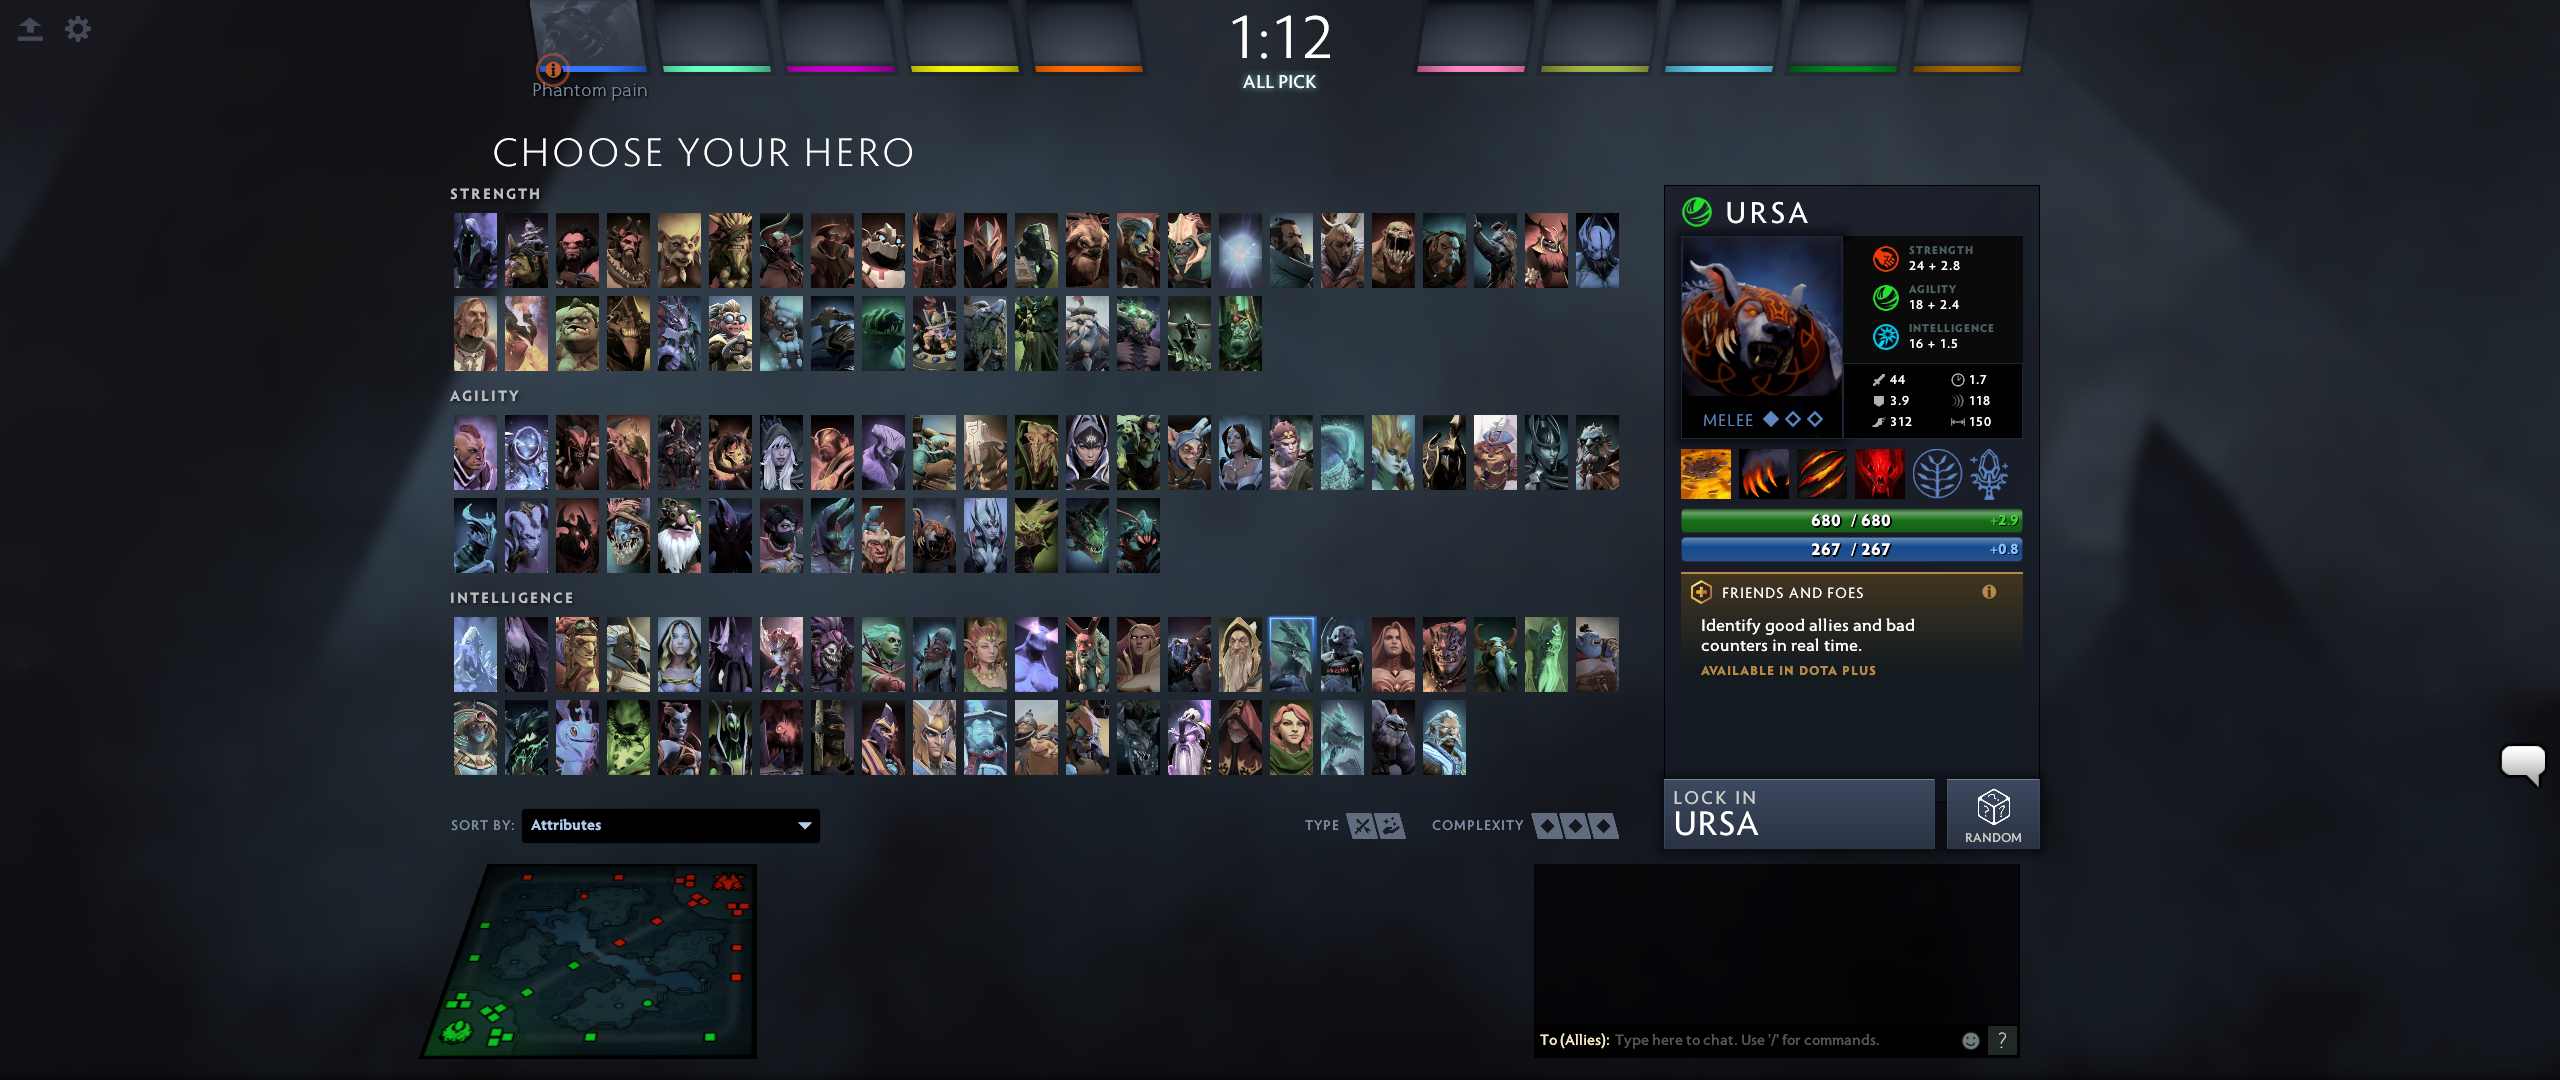 1:12
ALL PICK
Phantom pain
CHOOSE YOUR HERO
STRENGTH
AGILITY
INTELLIGENCE
SORT BY: Attributes
TYPE
COMPLEXITY
URSA
STRENGTH
24 + 2.8
AGILITY
18 + 2.4
INTELLIGENCE
16 + 1.5
MELEE
44 1.7
3.9 118
312 150
680 / 680 +2.9
267 / 267 +0.8
FRIENDS AND FOES
Identify good allies and bad
counters in real time.
AVAILABLE IN DOTA PLUS
LOCK IN
URSA
RANDOM
To (Allies): Type here to chat. Use '/' for commands. ?